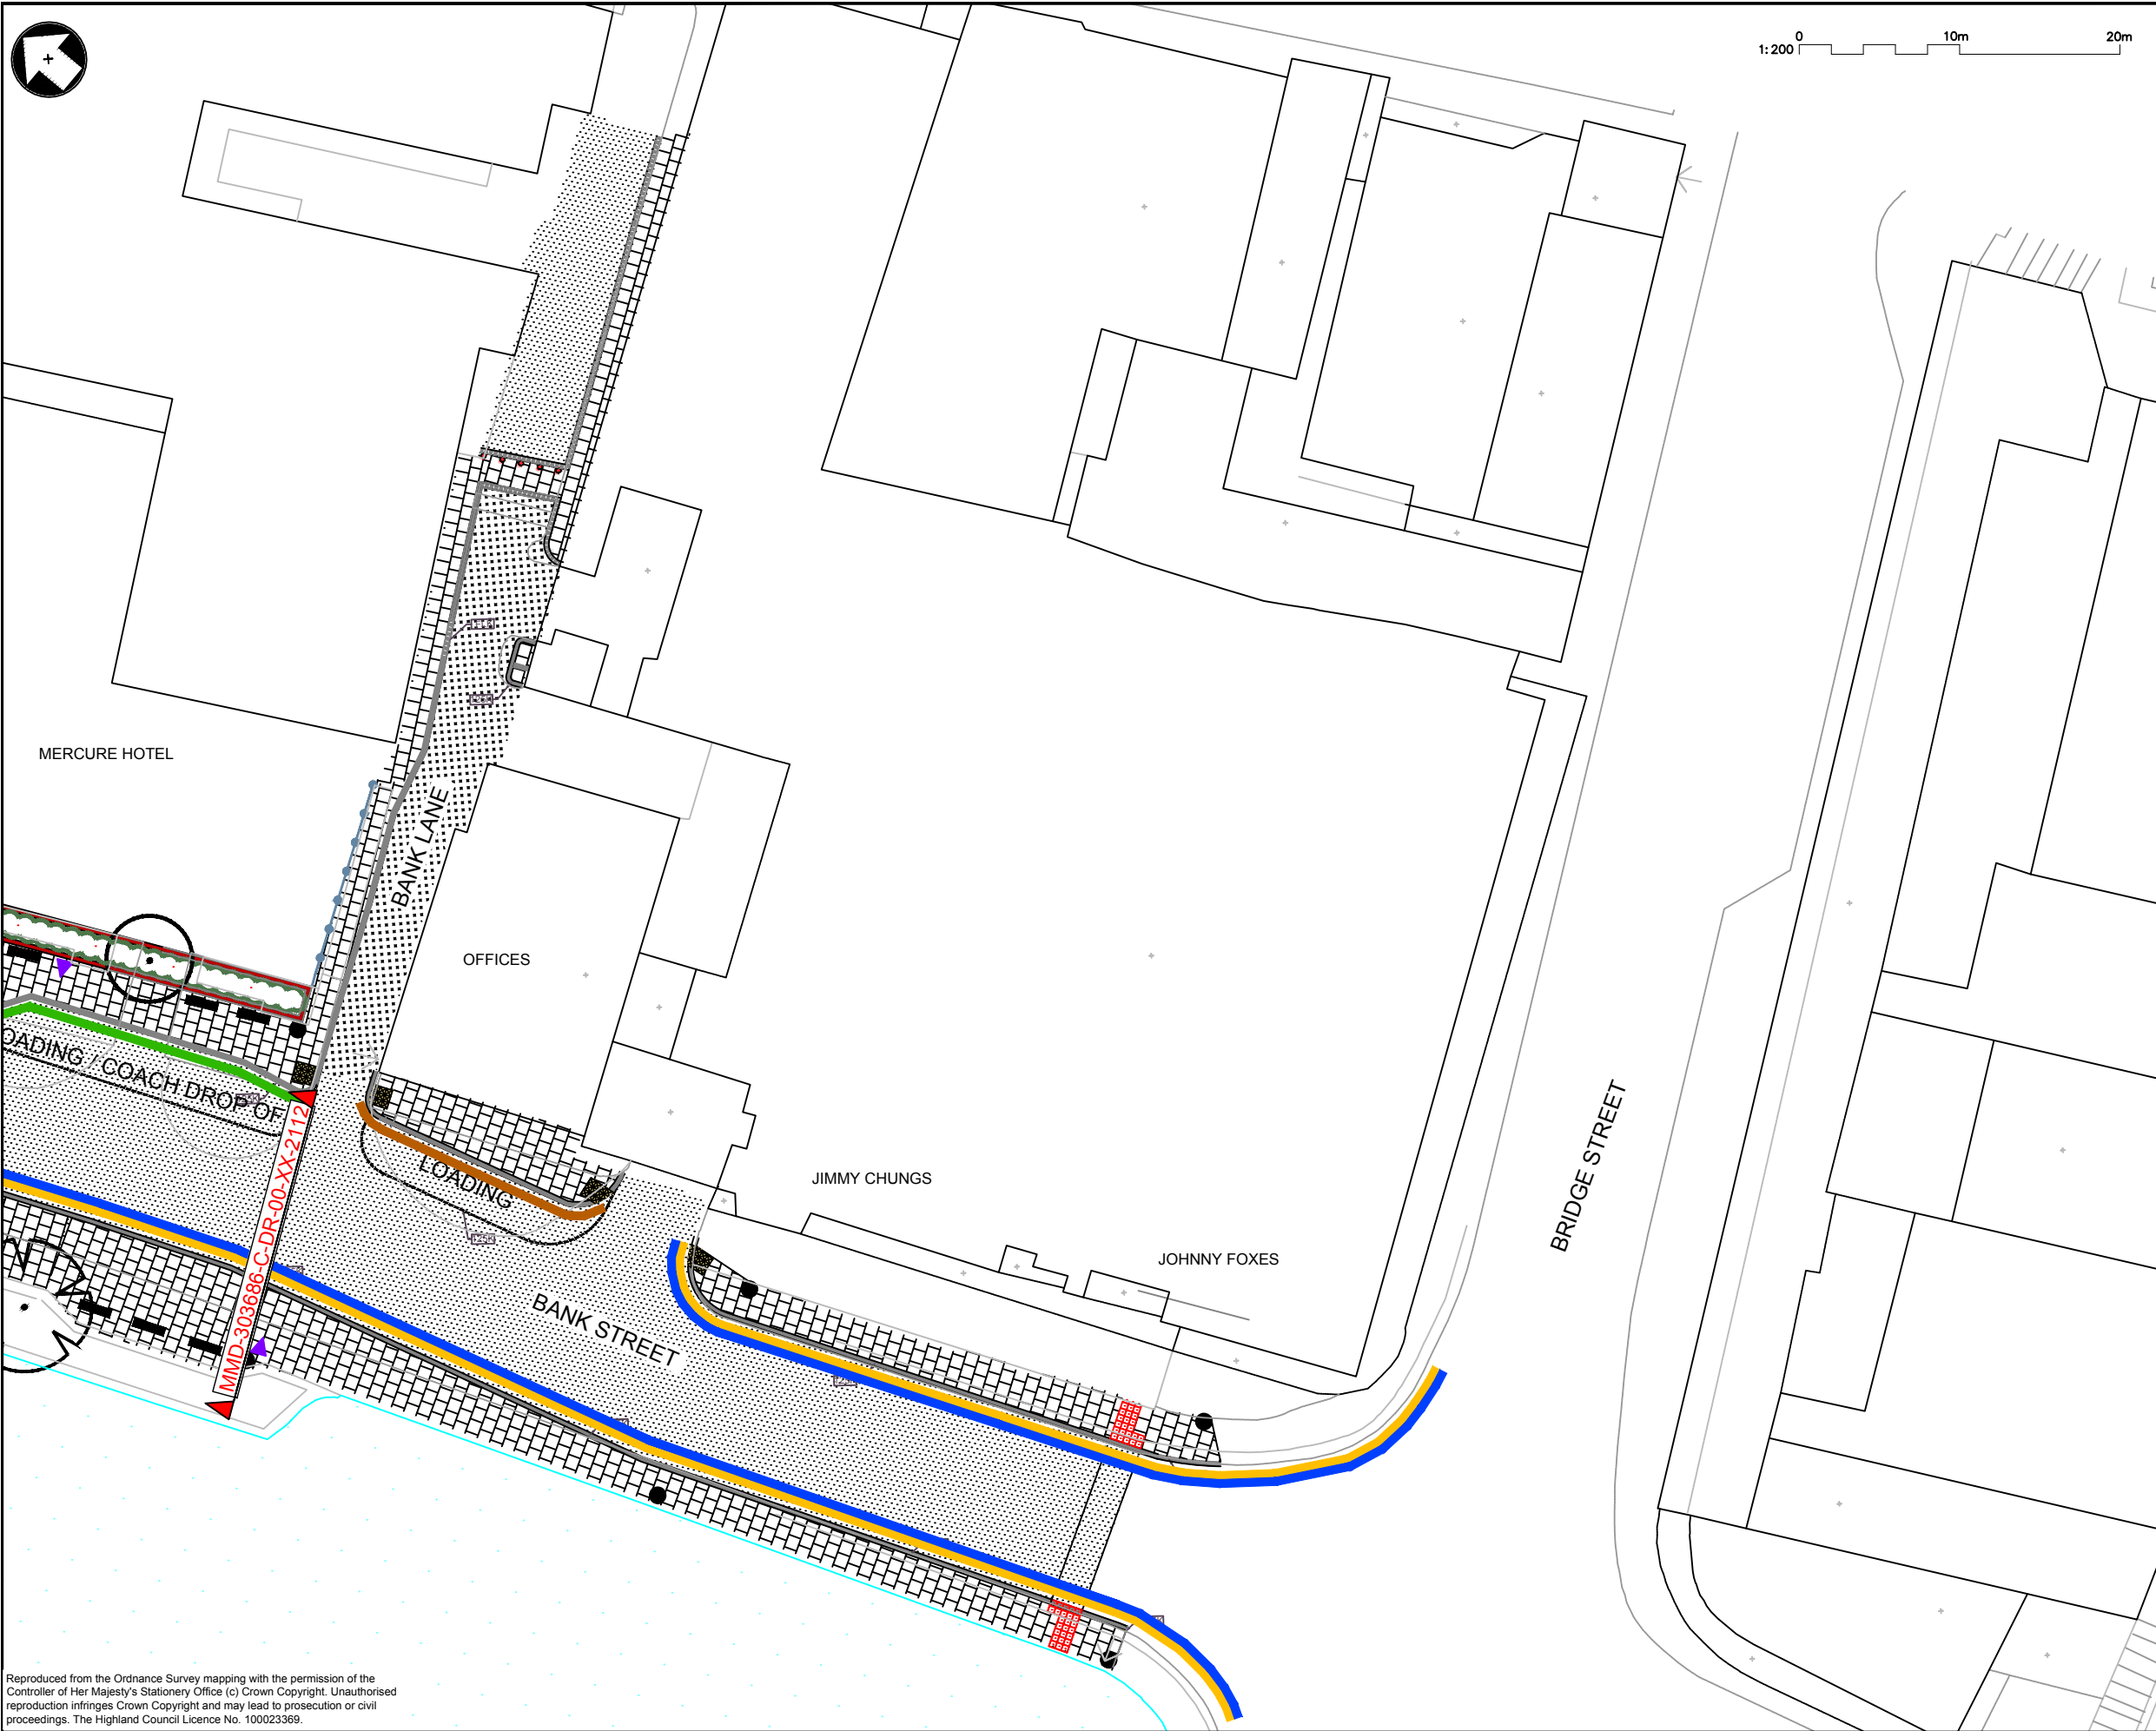 0 10m 20m
1:200
MERCURE HOTEL
BANK LANE
OFFICES
OADING / COACH DROP OF
MMD-303686-C-DR-00-XX-2112
LOADING
125K
JIMMY CHUNGS
JOHNNY FOXES
BRIDGE STREET
BANK STREET
Reproduced from the Ordnance Survey mapping with the permission of the
Controller of Her Majesty's Stationery Office (c) Crown Copyright. Unauthorised
reproduction infringes Crown Copyright and may lead to prosecution or civil
proceedings. The Highland Council Licence No. 100023369.